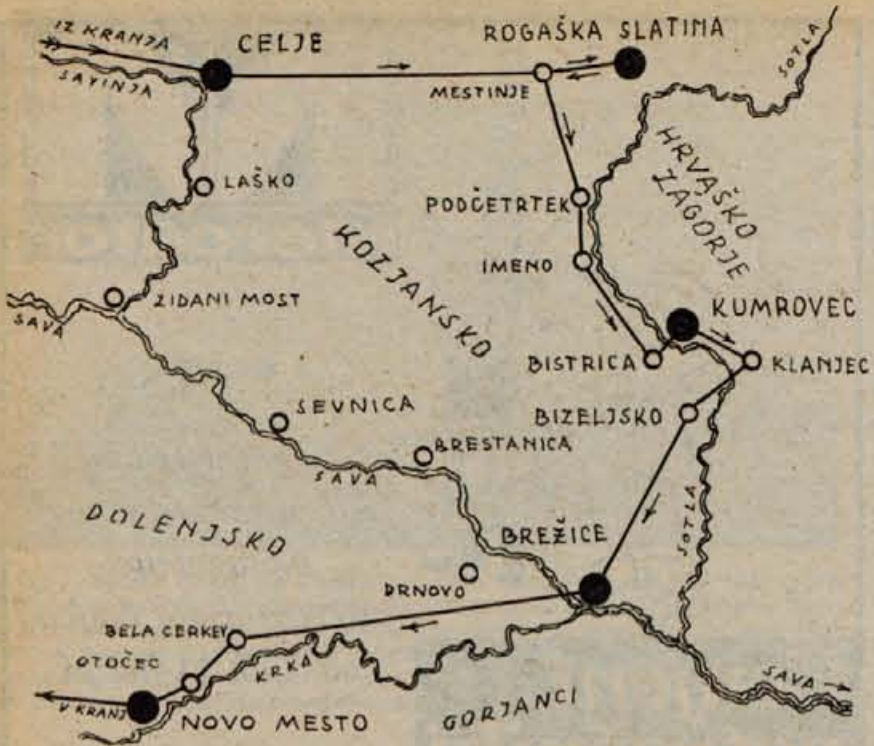 IZ KRANJA
CELJE
ROGAŠKA SLATINA
SAVINJA
MESTINJE
SOTLA
LAŠKO
HRVAŠKO
ZAGORJE
PODČETRTEK
KOZJANSKO
IMENO
ZIDANI MOST
SAVA
KUMROVEC
BISTRICA
KLANJEC
SEVNICA
BIZELJSKO
BRESTANICA
SAVA
DOLENJSKO
BREŽICE
SOTLA
DRNOVO
BELA CERKEV
OTOČEC
KRKA
SAVA
V KRANJ
NOVO MESTO
GORJANCI